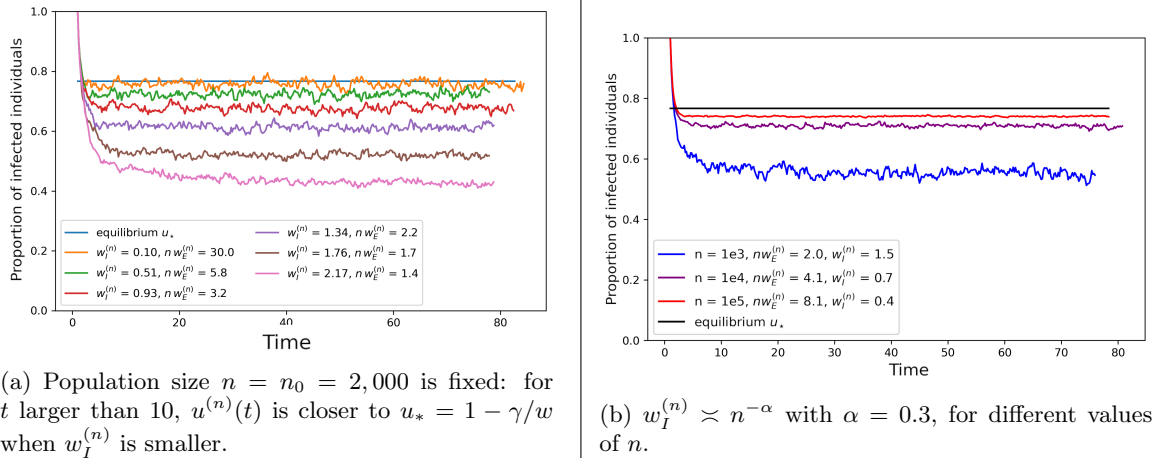 1.0
0.8
0.6
0.4
0.2
0.0
Proportion of infected individuals
equilibrium u⋆
w_I^(n) = 0.10, n w_E^(n) = 30.0
w_I^(n) = 0.51, n w_E^(n) = 5.8
w_I^(n) = 0.93, n w_E^(n) = 3.2
w_I^(n) = 1.34, n w_E^(n) = 2.2
w_I^(n) = 1.76, n w_E^(n) = 1.7
w_I^(n) = 2.17, n w_E^(n) = 1.4
0 20 40 60 80
Time
(a) Population size n = n_0 = 2,000 is fixed: for
t larger than 10, u^(n)(t) is closer to u_* = 1 − γ/w
when w_I^(n) is smaller.
1.0
0.8
0.6
0.4
0.2
0.0
Proportion of infected individuals
n = 1e3, nw_E^(n) = 2.0, w_I^(n) = 1.5
n = 1e4, nw_E^(n) = 4.1, w_I^(n) = 0.7
n = 1e5, nw_E^(n) = 8.1, w_I^(n) = 0.4
equilibrium u⋆
0 10 20 30 40 50 60 70 80
Time
(b) w_I^(n) ≍ n^−α with α = 0.3, for different values
of n.